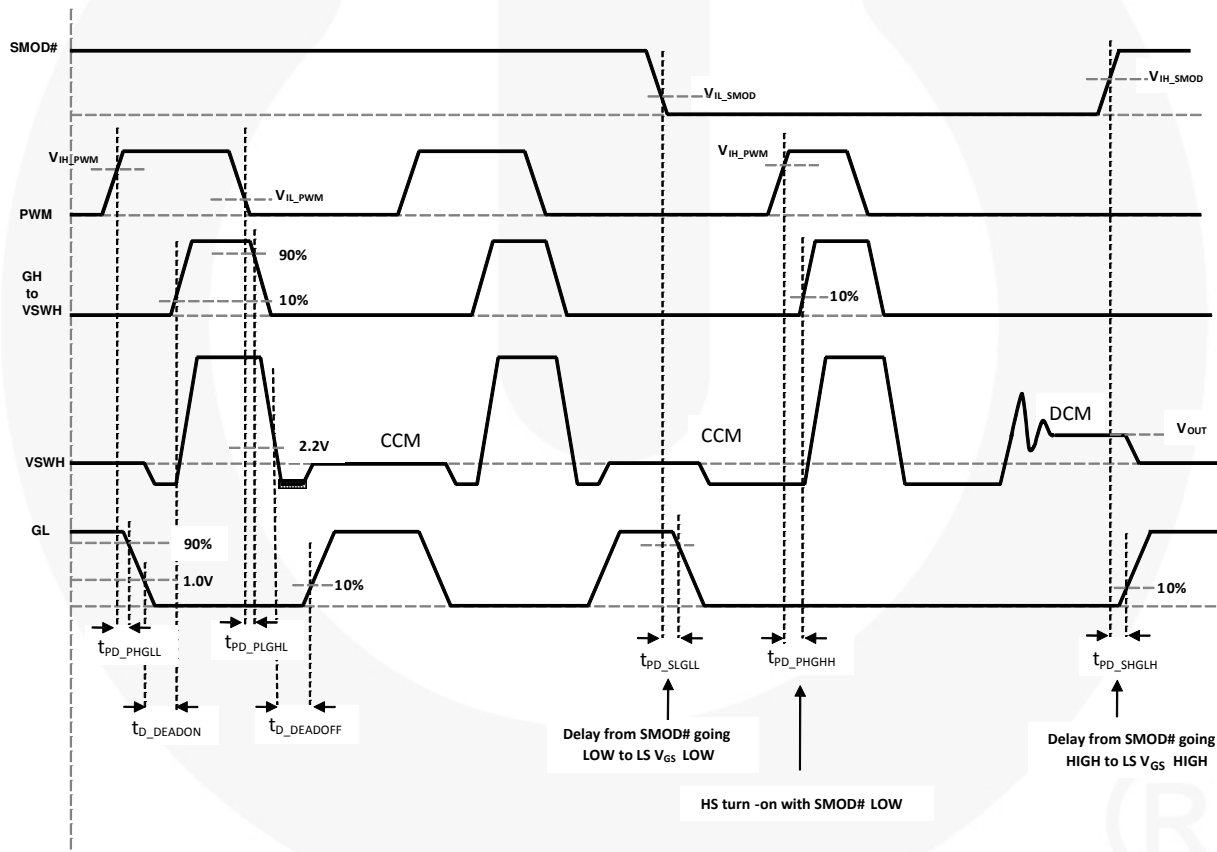 SMOD#
V_IL_SMOD
V_IH_SMOD
V_IH_PWM
V_IL_PWM
V_IH_PWM
PWM
90%
GH
to
VSWH
10%
10%
2.2V
CCM
CCM
DCM
V_OUT
VSWH
GL
90%
1.0V
10%
10%
t_PD_PHGLL
t_PD_PLGHL
t_PD_SLGLL
t_PD_PHGHH
t_PD_SHGLH
t_D_DEADON
t_D_DEADOFF
Delay from SMOD# going
LOW to LS V_GS LOW
Delay from SMOD# going
HIGH to LS V_GS HIGH
HS turn -on with SMOD# LOW
®